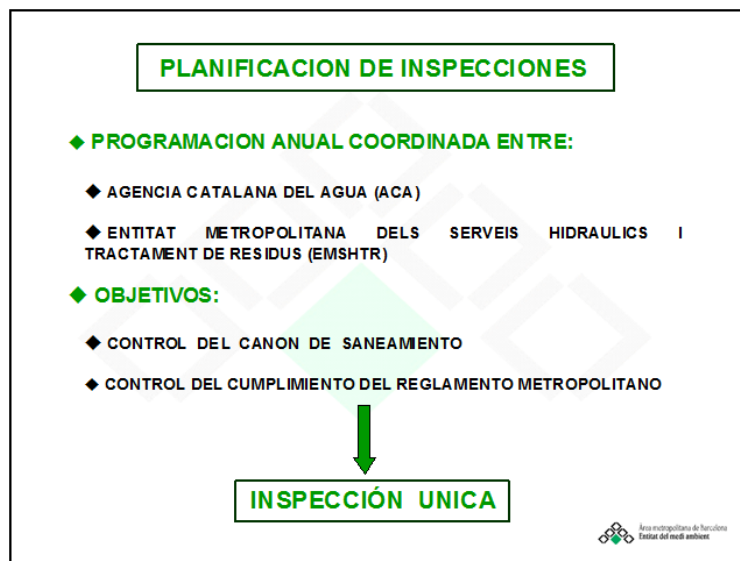 PLANIFICACION DE INSPECCIONES
◆ PROGRAMACION ANUAL COORDINADA ENTRE:
◆ AGENCIA CATALANA DEL AGUA (ACA)
◆ ENTITAT METROPOLITANA DELS SERVEIS HIDRAULICS I
TRACTAMENT DE RESIDUS (EMSHTR)
◆ OBJETIVOS:
◆ CONTROL DEL CANON DE SANEAMIENTO
◆ CONTROL DEL CUMPLIMIENTO DEL REGLAMENTO METROPOLITANO
INSPECCIÓN UNICA
Àrea metropolitana de Barcelona
Entitat del medi ambient